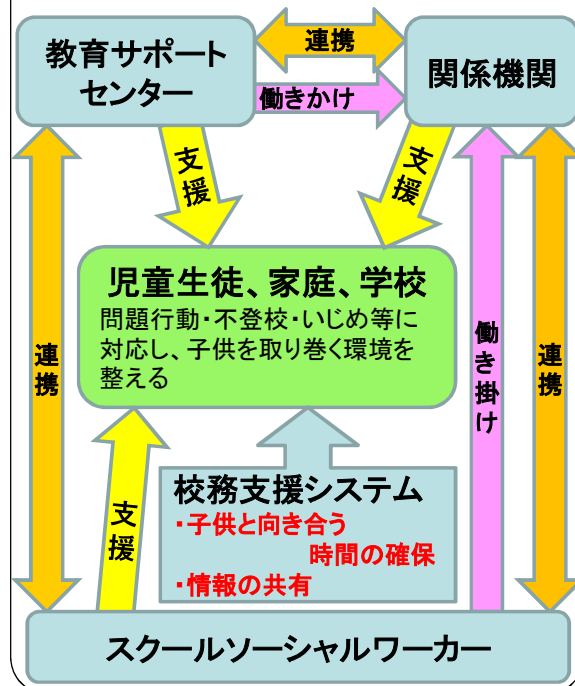 教育サポート
センター
連携
働きかけ
関係機関
支援
支援
児童生徒、家庭、学校
問題行動・不登校・いじめ等に
対応し、子供を取り巻く環境を
整える
連携
働き掛け
連携
支援
校務支援システム
・子供と向き合う
時間の確保
・情報の共有
スクールソーシャルワーカー